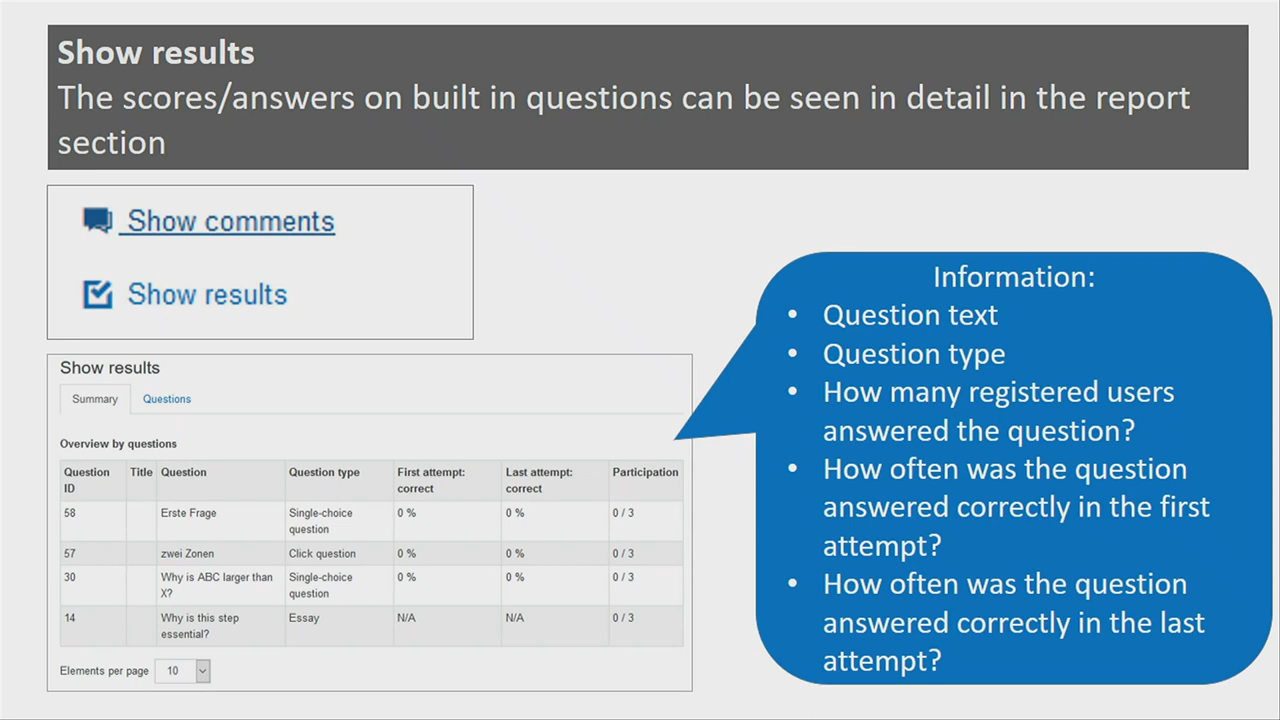 Show results
The scores/answers on built in questions can be seen in detail in the report
section
Show comments
Show results
Show results
Summary Questions
Overview by questions
Question ID Title Question Question type First attempt: correct Last attempt: correct Participation
58 Erste Frage Single-choice question 0 % 0 % 0 / 3
57 zwei Zonen Click question 0 % 0 % 0 / 3
30 Why is ABC larger than X? Single-choice question 0 % 0 % 0 / 3
14 Why is this step essential? Essay N/A N/A 0 / 3
Elements per page 10
Information:
• Question text
• Question type
• How many registered users
answered the question?
• How often was the question
answered correctly in the first
attempt?
• How often was the question
answered correctly in the last
attempt?